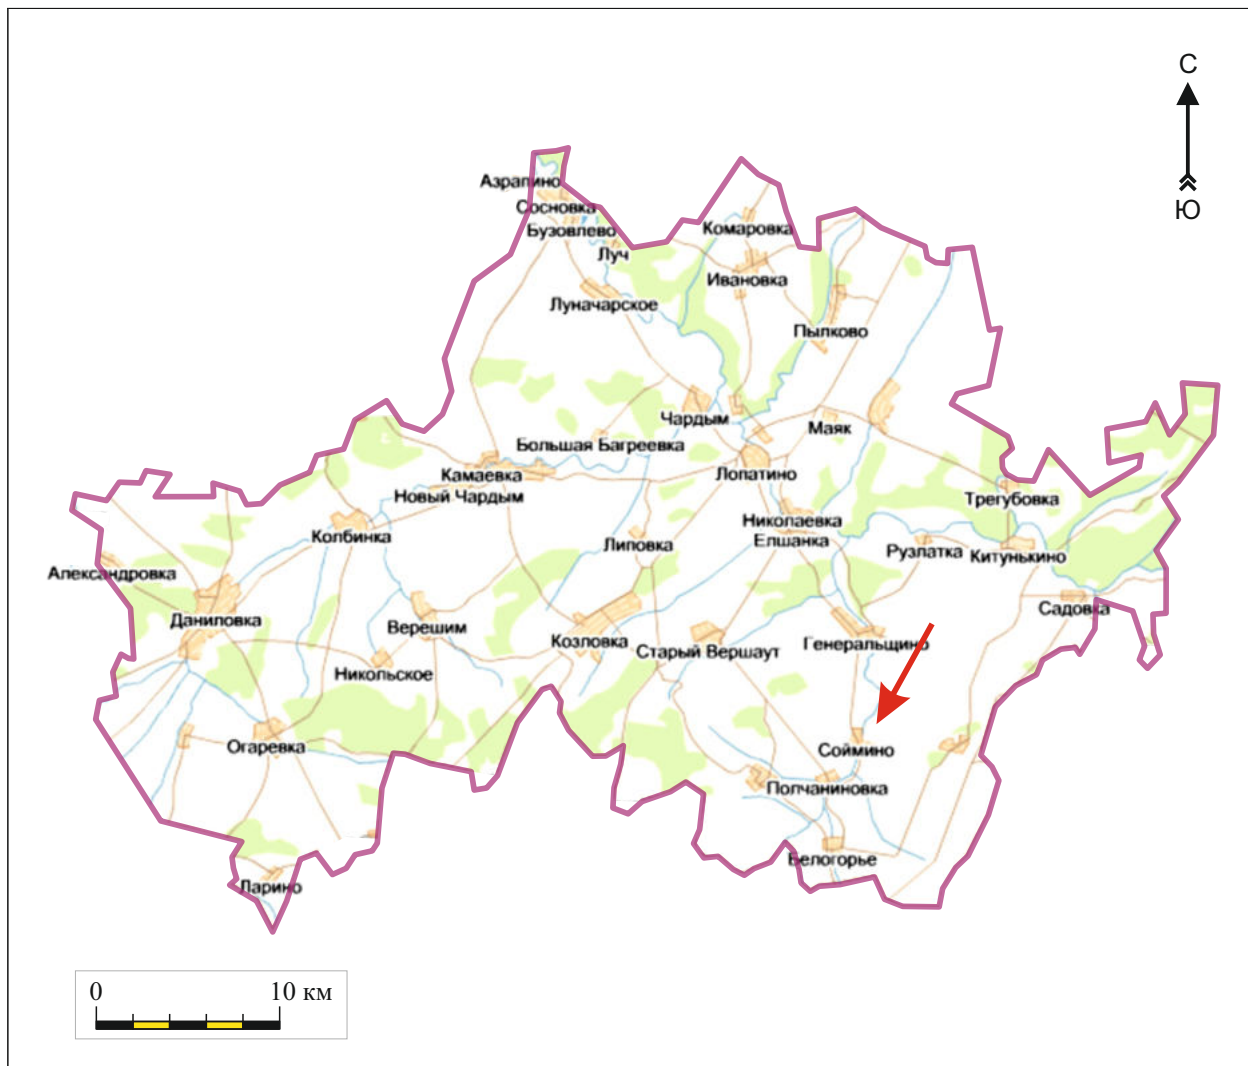 С
Ю
Азрапино
Сосновка
Бузовлево
Луч
Комаровка
Ивановка
Луначарское
Пылково
Чардым
Маяк
Большая Багреевка
Камаевка
Лопатино
Новый Чардым
Трегубовка
Николаевка
Колбинка
Елшанка
Липовка
Рузлатка
Китунькино
Александровка
Садовка
Даниловка
Верешим
Козловка
Генеральщино
Старый Вершаут
Никольское
Огаревка
Соймино
Полчаниновка
Белогорье
Ларино
0 10 км